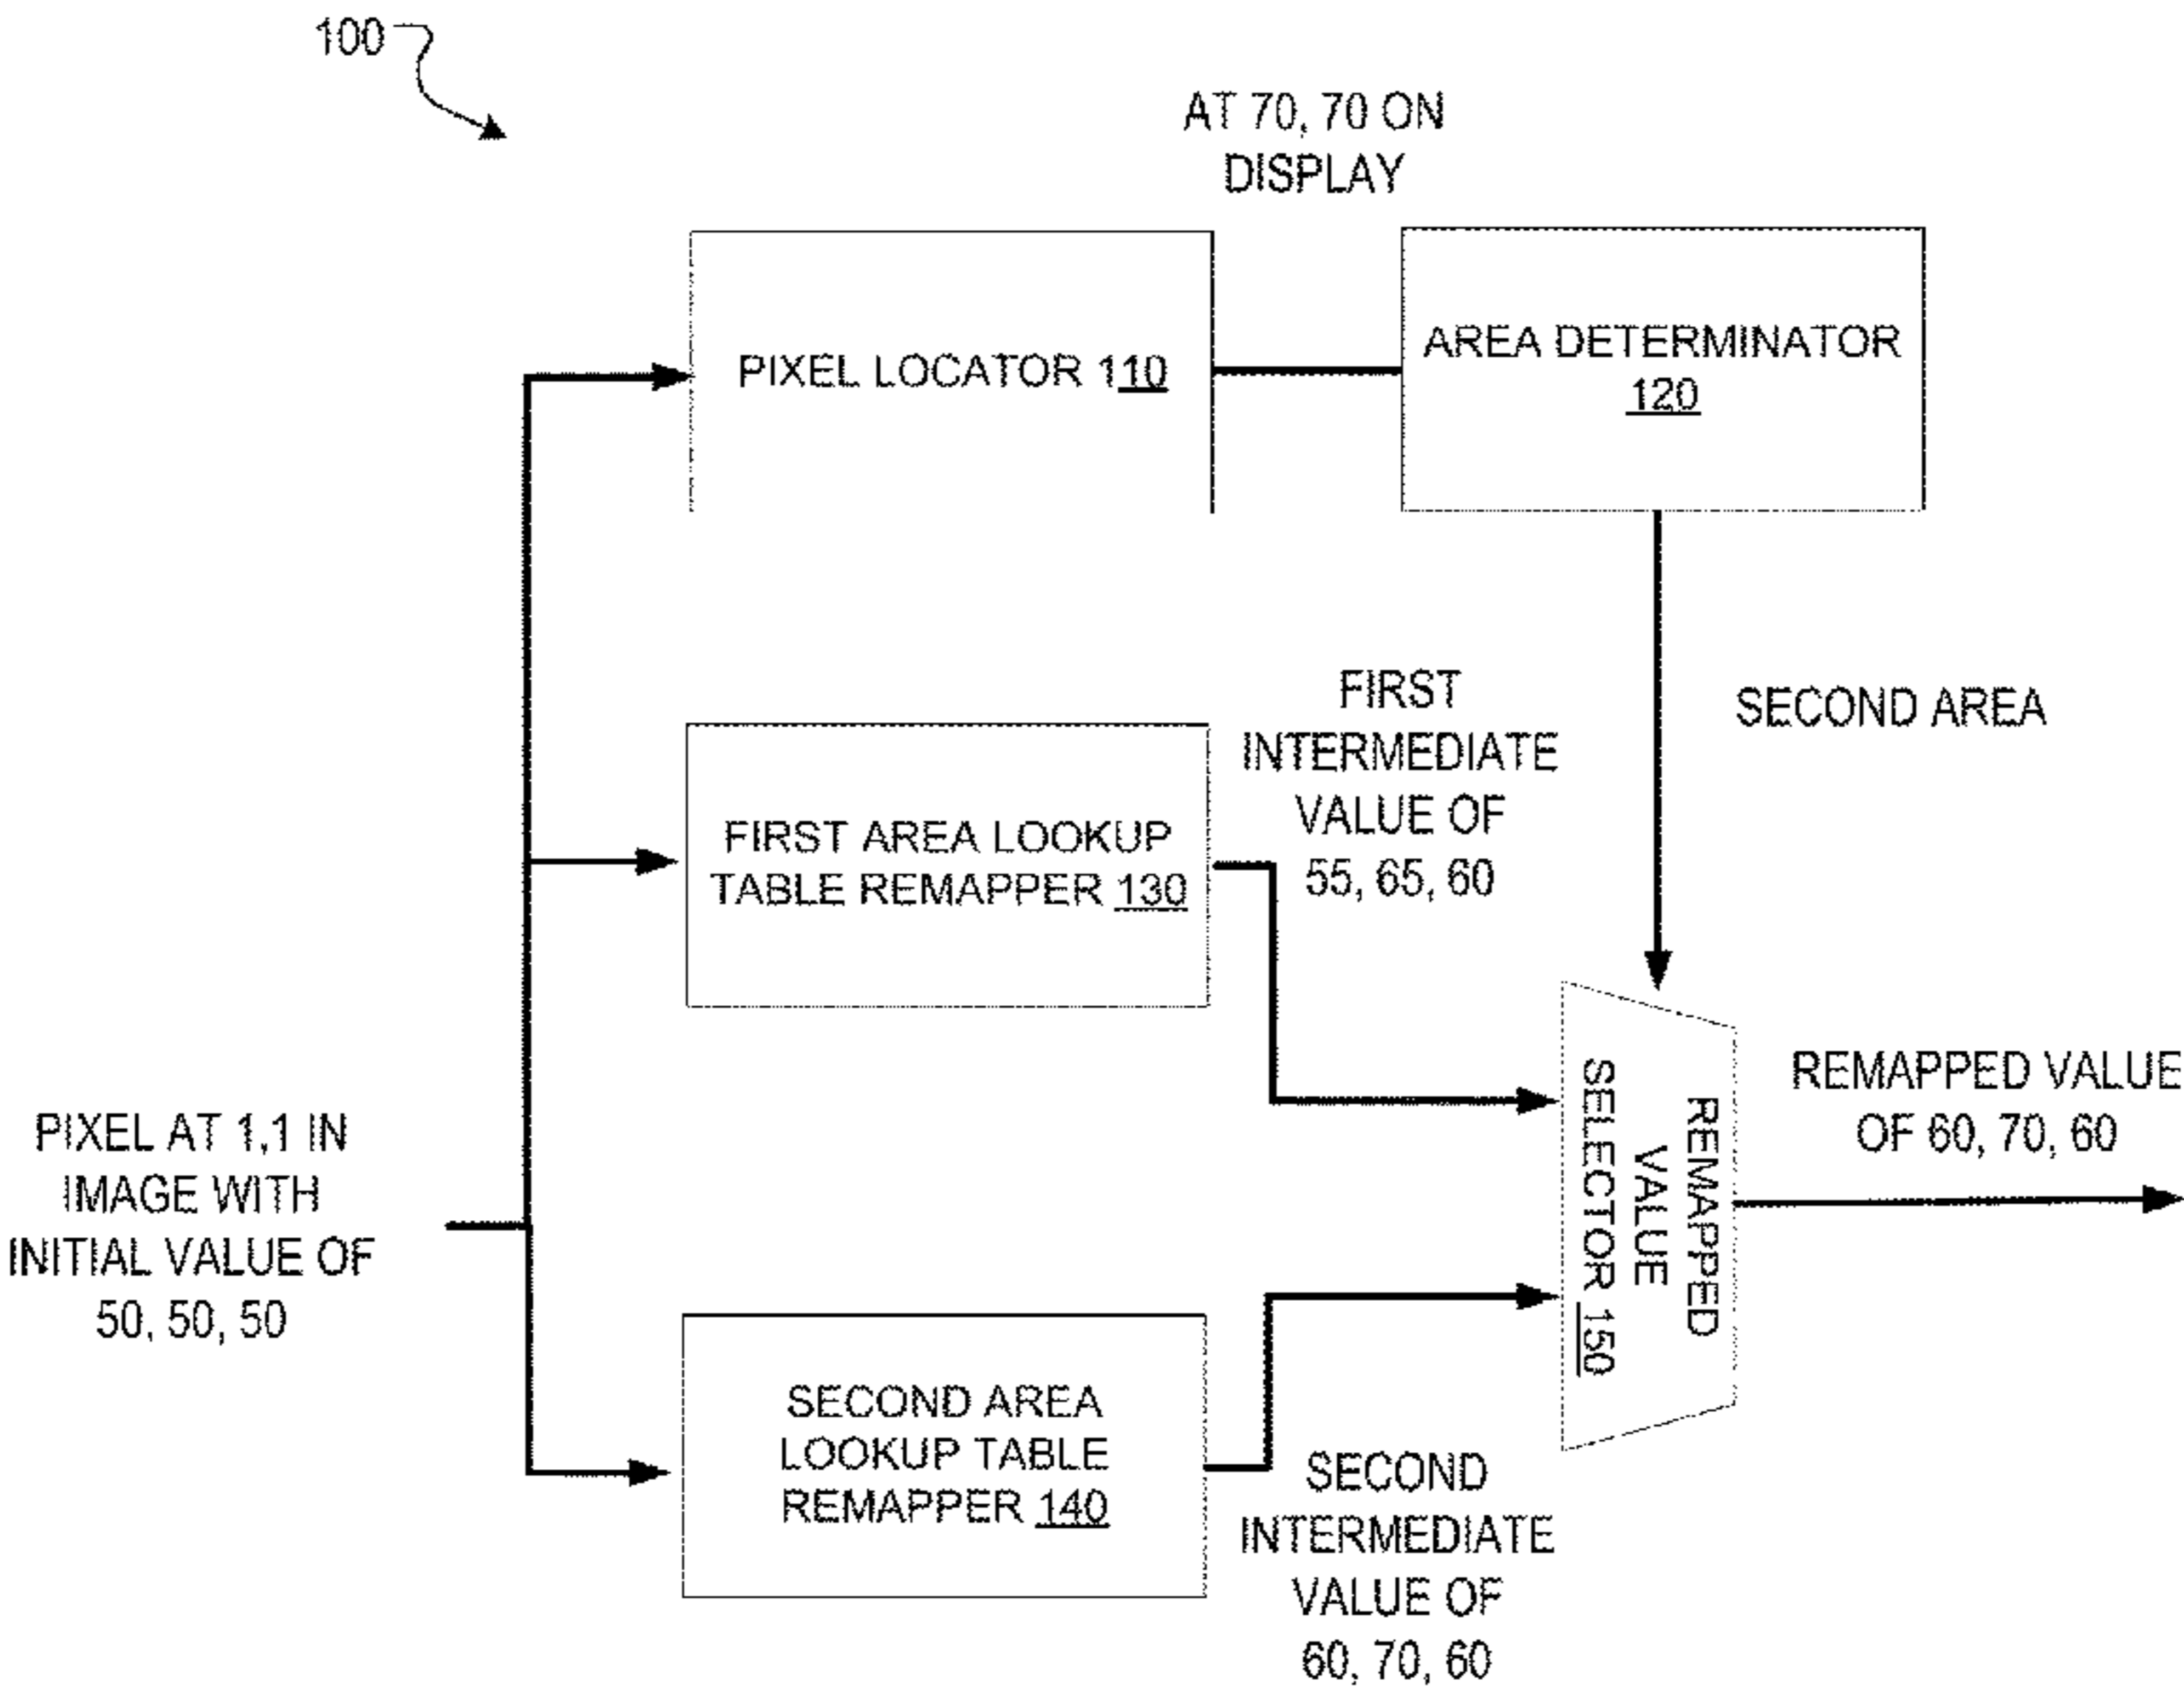 100
AT 70, 70 ON
DISPLAY
PIXEL LOCATOR 110
AREA DETERMINATOR
120
FIRST
INTERMEDIATE
VALUE OF
55, 65, 60
SECOND AREA
FIRST AREA LOOKUP
TABLE REMAPPER 130
PIXEL AT 1,1 IN
IMAGE WITH
INITIAL VALUE OF
50, 50, 50
REMAPPED
VALUE
SELECTOR 150
REMAPPED VALUE
OF 60, 70, 60
SECOND AREA
LOOKUP TABLE
REMAPPER 140
SECOND
INTERMEDIATE
VALUE OF
60, 70, 60